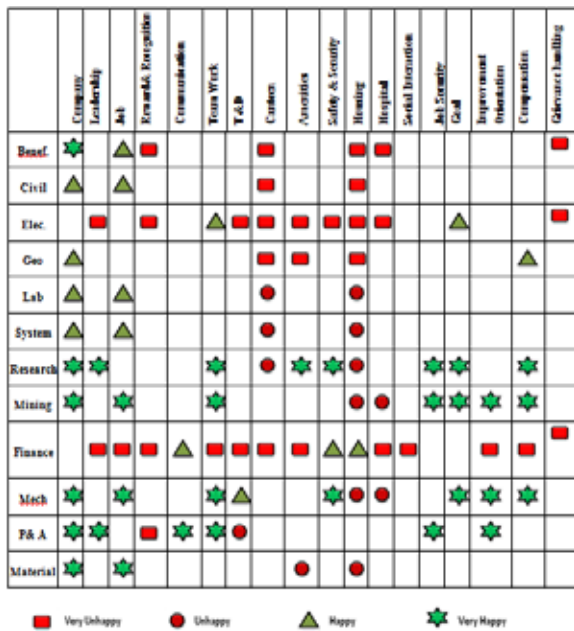 Company
Leadership
Job
Reward & Recognition
Communication
Team Work
T&D
Canteen
Amenities
Safety & Security
Housing
Hospital
Social Interaction
Job Security
Goal
Improvement
Orientation
Compensation
Grievance handling
Benef.
Civil
Elec.
Geo
Lab
System
Research
Mining
Finance
Mech
P& A
Material
Very Unhappy
Unhappy
Happy
Very Happy